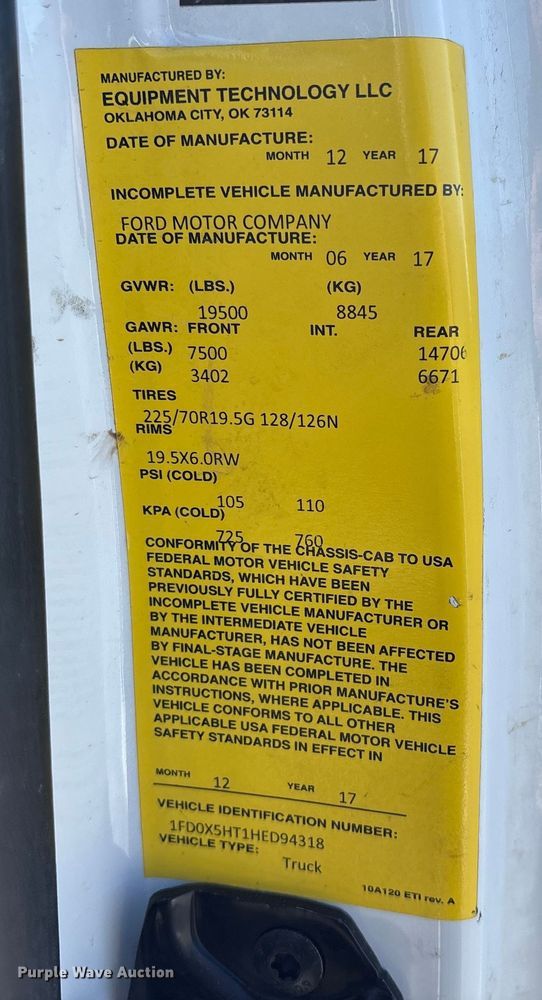 MANUFACTURED BY:
EQUIPMENT TECHNOLOGY LLC
OKLAHOMA CITY, OK 73114
DATE OF MANUFACTURE:
MONTH 12 YEAR 17
INCOMPLETE VEHICLE MANUFACTURED BY:
FORD MOTOR COMPANY
DATE OF MANUFACTURE:
MONTH 06 YEAR 17
GVWR: (LBS.) (KG)
19500 8845
GAWR: FRONT INT. REAR
(LBS.) 7500 14706
(KG) 3402 6671
TIRES
225/70R19.5G 128/126N
RIMS
19.5X6.0RW
PSI (COLD)
105 110
KPA (COLD)
725 760
CONFORMITY OF THE CHASSIS-CAB TO USA
FEDERAL MOTOR VEHICLE SAFETY
STANDARDS, WHICH HAVE BEEN
PREVIOUSLY FULLY CERTIFIED BY THE
INCOMPLETE VEHICLE MANUFACTURER OR
BY THE INTERMEDIATE VEHICLE
MANUFACTURER, HAS NOT BEEN AFFECTED
BY FINAL-STAGE MANUFACTURE. THE
VEHICLE HAS BEEN COMPLETED IN
ACCORDANCE WITH PRIOR MANUFACTURE'S
INSTRUCTIONS, WHERE APPLICABLE. THIS
VEHICLE CONFORMS TO ALL OTHER
APPLICABLE USA FEDERAL MOTOR VEHICLE
SAFETY STANDARDS IN EFFECT IN
MONTH 12 YEAR 17
VEHICLE IDENTIFICATION NUMBER:
1FD0X5HT1HED94318
VEHICLE TYPE:
Truck
10A120 ETI rev. A
Purple Wave Auction